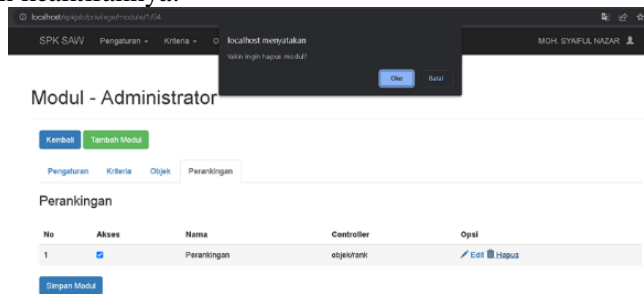 localhost/spkpib/privilege/module/1/04
SPK SAW Pengaturan Kriteria O MOH. SYAIFUL NAZAR
localhost menyatakan
Yakin ingin hapus modul?
Oke Batal
Modul - Administrator
Kembali Tambah Modul
Pengaturan Kriteria Objek Perankingan
Perankingan
No Akses Nama Controller Opsi
1 Perankingan objek/rank Edit Hapus
Simpan Modul